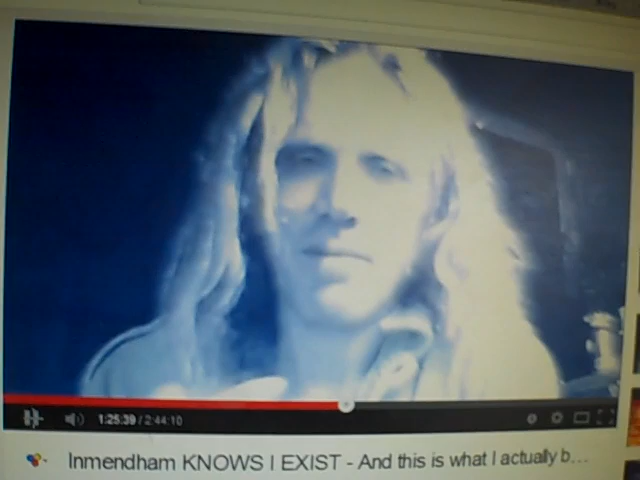 1:25:39 / 2:44:10
Inmendham KNOWS I EXIST - And this is what I actually b...